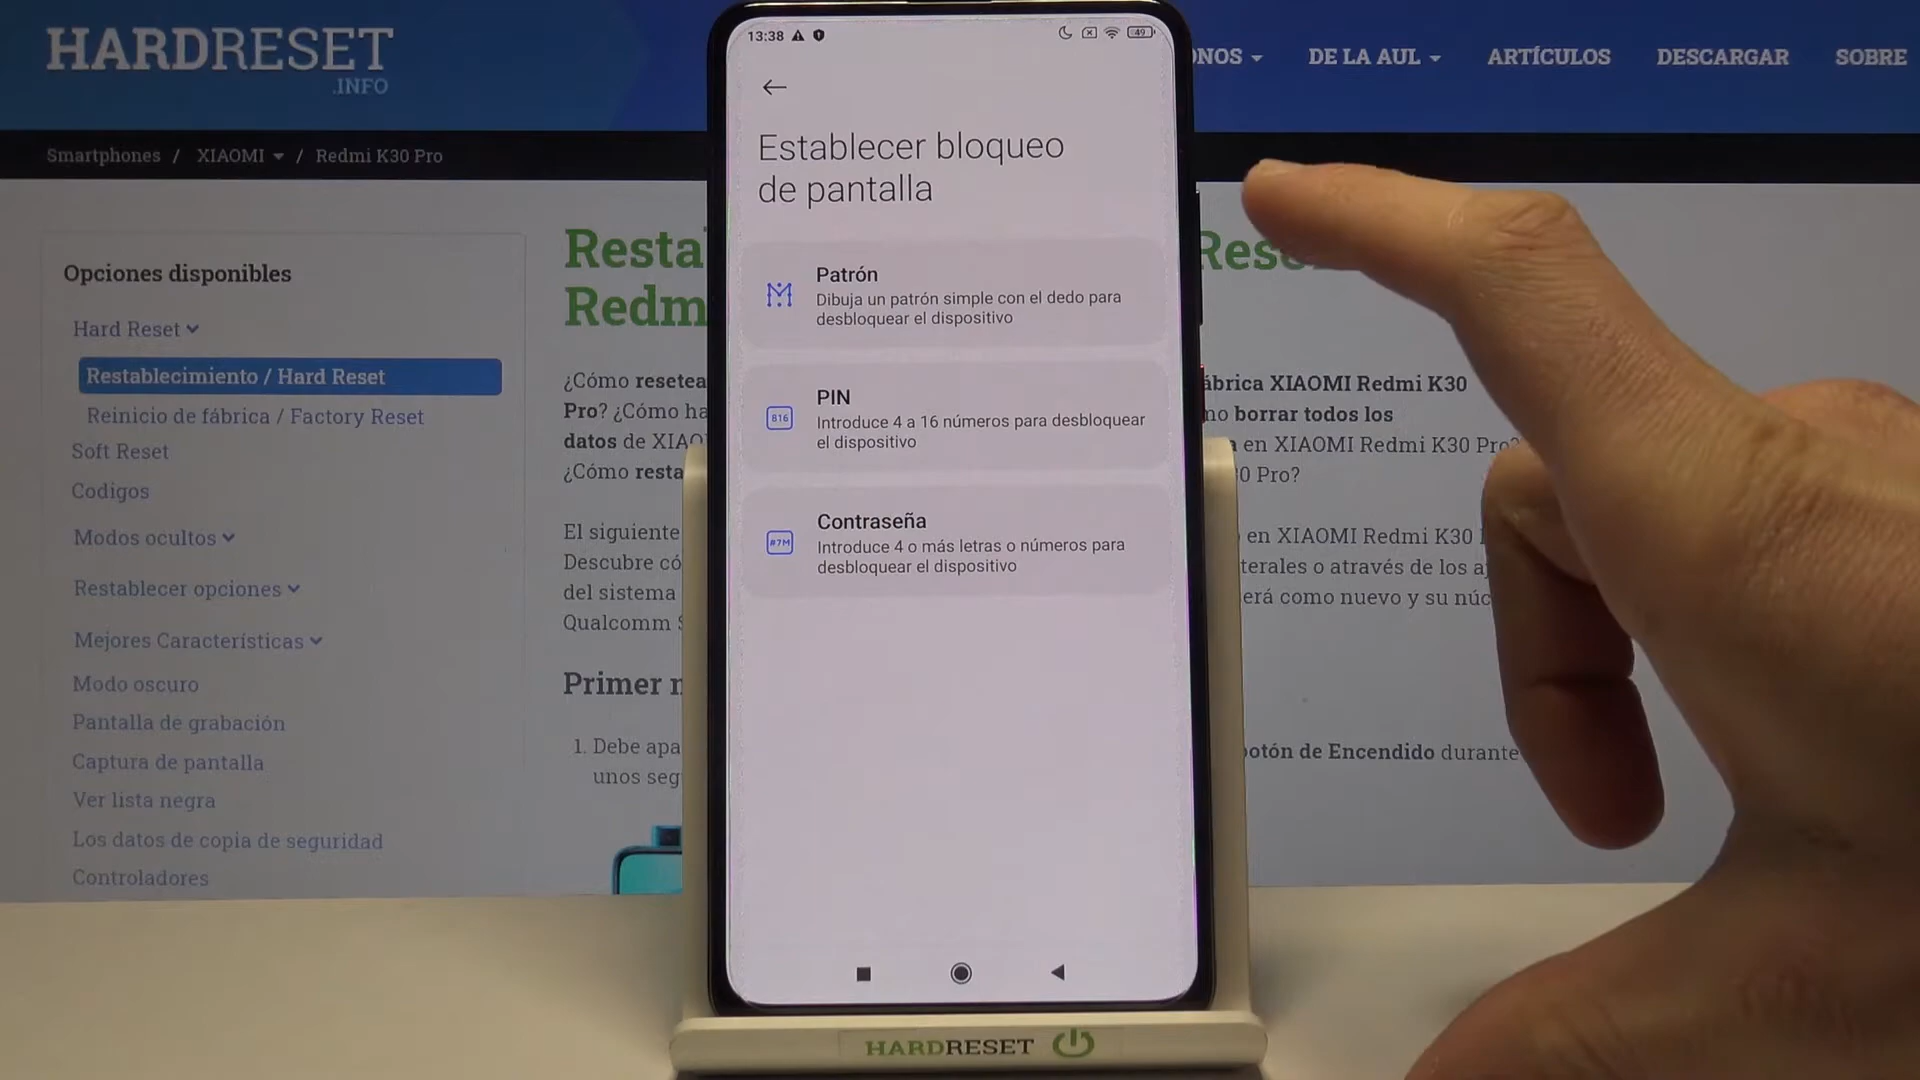 HARDRESET
.INFO
DE LA AUL
ARTÍCULOS
DESCARGAR
SOBRE
Smartphones / XIAOMI / Redmi K30 Pro
Opciones disponibles
Hard Reset
Restablecimiento / Hard Reset
Reinicio de fábrica / Factory Reset
Soft Reset
Codigos
Modos ocultos
Restablecer opciones
Mejores Características
Modo oscuro
Pantalla de grabación
Captura de pantalla
Ver lista negra
Los datos de copia de seguridad
Controladores
Redm
¿Cómo resetea
Pro? ¿Cómo ha
datos de XIAO
¿Cómo resta
El siguiente
Descubre có
del sistema
Qualcomm
Primer
1. Debe apa
unos seg
13:38
49
Establecer bloqueo
de pantalla
Patrón
Dibuja un patrón simple con el dedo para
desbloquear el dispositivo
816
PIN
Introduce 4 a 16 números para desbloquear
el dispositivo
#7M
Contraseña
Introduce 4 o más letras o números para
desbloquear el dispositivo
ábrica XIAOMI Redmi K30
mo borrar todos los
en XIAOMI Redmi K30 Pro?
30 Pro?
en XIAOMI Redmi K30
terales o através de los
erá como nuevo y su
botón de Encendido durante
HARDRESET